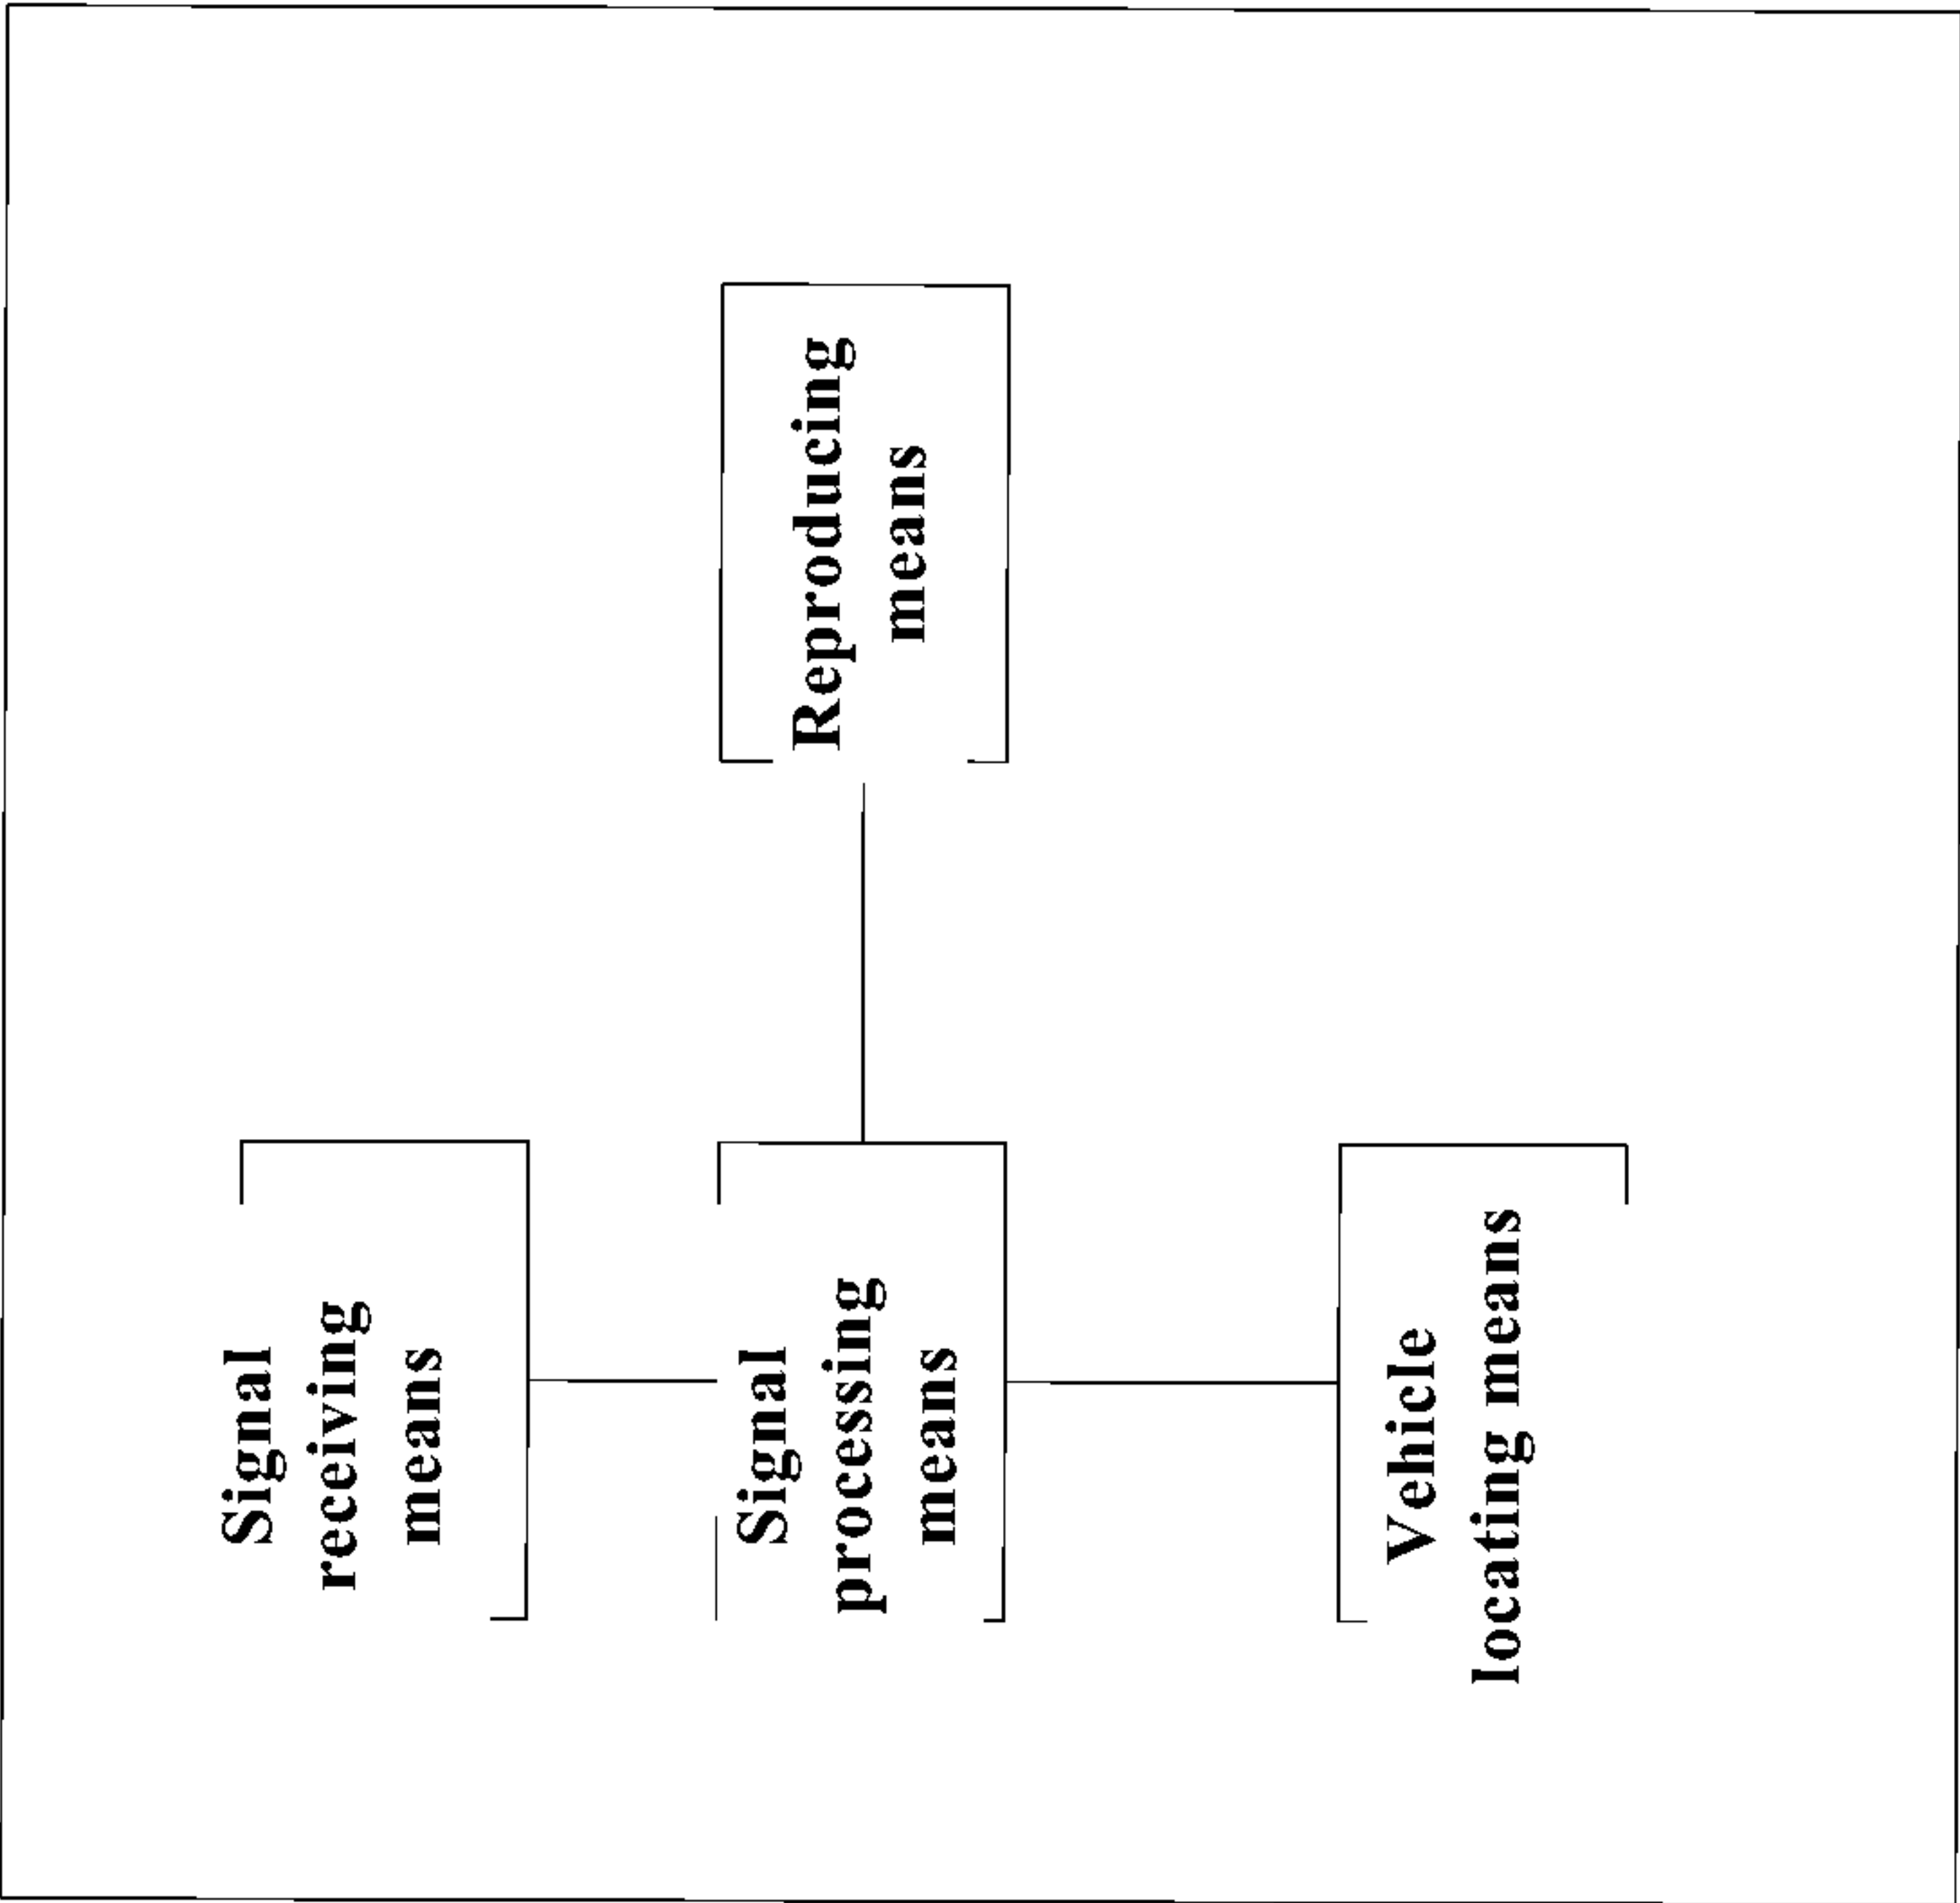 Signal
receiving
means
Signal
processing
means
Reproducing
means
Vehicle
locating means